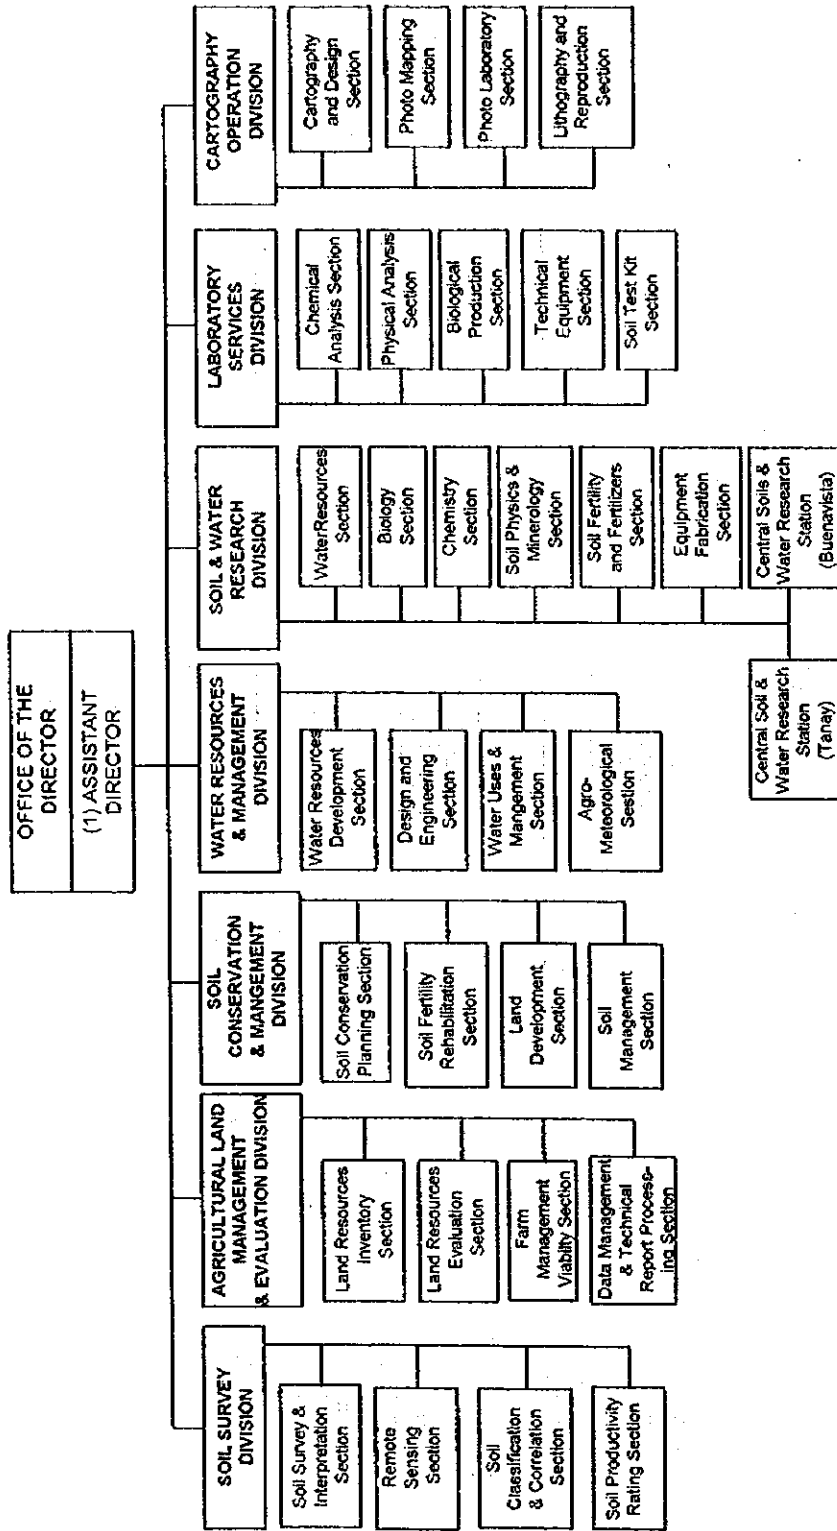 OFFICE OF THE
DIRECTOR
(1) ASSISTANT
DIRECTOR
SOIL SURVEY
DIVISION
Soil Survey &
Interpretation
Section
Remote
Sensing
Section
Soil
Classification
& Correlation
Section
Soil Productivity
Rating Section
AGRICULTURAL LAND
MANAGEMENT
& EVALUATION DIVISION
Land Resources
Inventory
Section
Land Resources
Evaluation
Section
Farm
Management
Viablity Section
Data Management
& Technical
Report Process-
ing Section
SOIL
CONSERVATION
& MANGEMENT
DIVISION
Soil Conservation
Planning Section
Soil Fertility
Rehabilitation
Section
Land
Development
Section
Soil
Management
Section
WATER RESOURCES
& MANAGEMENT
DIVISION
Water Resources
Development
Section
Design and
Engineering
Section
Water Uses &
Mangement
Section
Agro-
Meteorological
Sestion
SOIL & WATER
RESEARCH
DIVISION
WaterResources
Section
Biology
Section
Chemistry
Section
Soil Physics &
Minerology
Section
Soil Fertility
and Fertilizers
Section
Equipment
Fabrication
Section
Central Soils &
Water Research
Station
(Buenavista)
Central Soil &
Water Research
Station
(Tanay)
LABORATORY
SERVICES
DIVISION
Chemical
Analysis Section
Physical Analysis
Section
Biological
Production
Section
Technical
Equipment
Section
Soil Test Kit
Section
CARTOGRAPHY
OPERATION
DIVISION
Cartography
and Design
Section
Photo Mapping
Section
Photo Laboratory
Section
Lithography and
Reproduction
Section